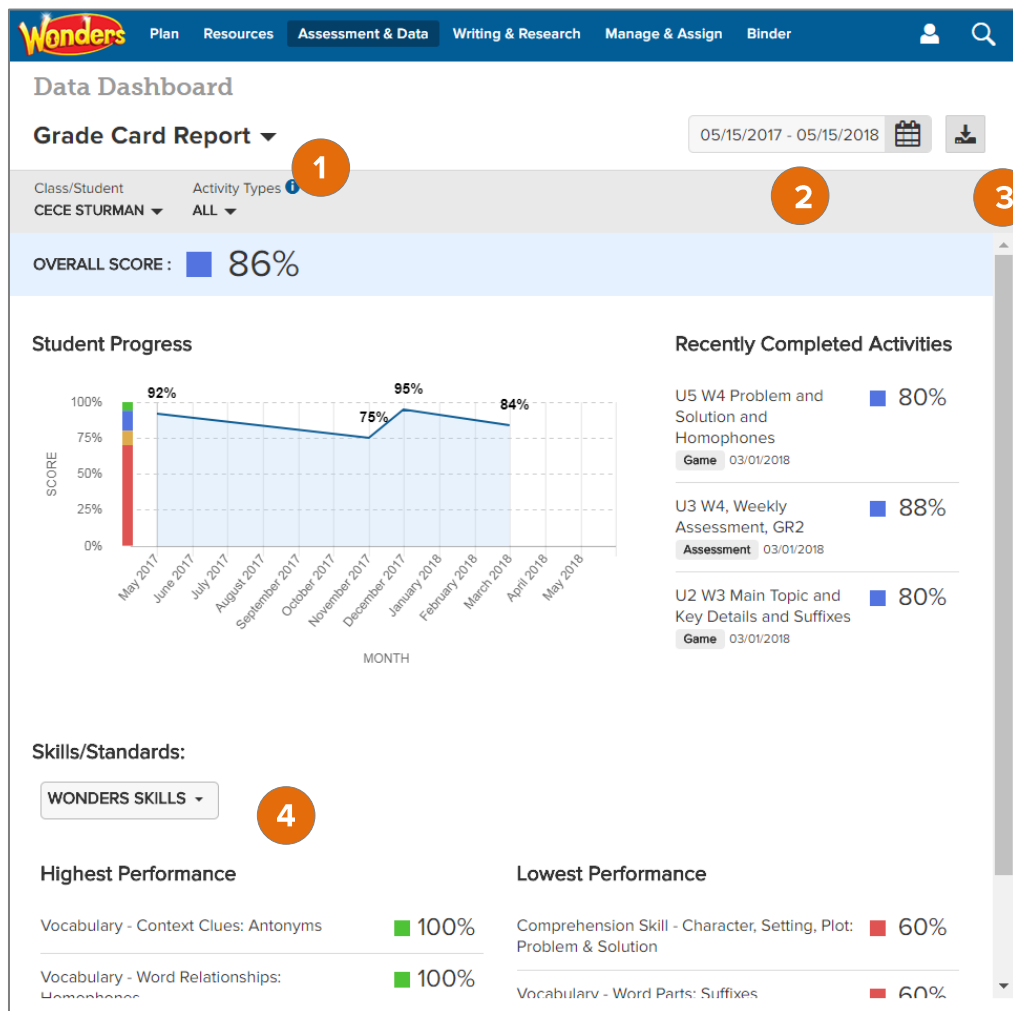 Wonders Plan Resources Assessment & Data Writing & Research Manage & Assign Binder
Data Dashboard
Grade Card Report
05/15/2017 - 05/15/2018
1
Class/Student Activity Types i
CECE STURMAN ALL
2
3
OVERALL SCORE : 86%
Student Progress
92%
95%
75%
84%
100%
75%
50%
25%
0%
SCORE
May 2017
June 2017
July 2017
August 2017
September 2017
October 2017
November 2017
December 2017
January 2018
February 2018
March 2018
April 2018
May 2018
MONTH
Recently Completed Activities
U5 W4 Problem and 80%
Solution and
Homophones
Game 03/01/2018
U3 W4, Weekly 88%
Assessment, GR2
Assessment 03/01/2018
U2 W3 Main Topic and 80%
Key Details and Suffixes
Game 03/01/2018
Skills/Standards:
WONDERS SKILLS
4
Highest Performance
Vocabulary - Context Clues: Antonyms 100%
Vocabulary - Word Relationships: 100%
Homophones
Lowest Performance
Comprehension Skill - Character, Setting, Plot: 60%
Problem & Solution
Vocabulary - Word Parts: Suffixes 60%